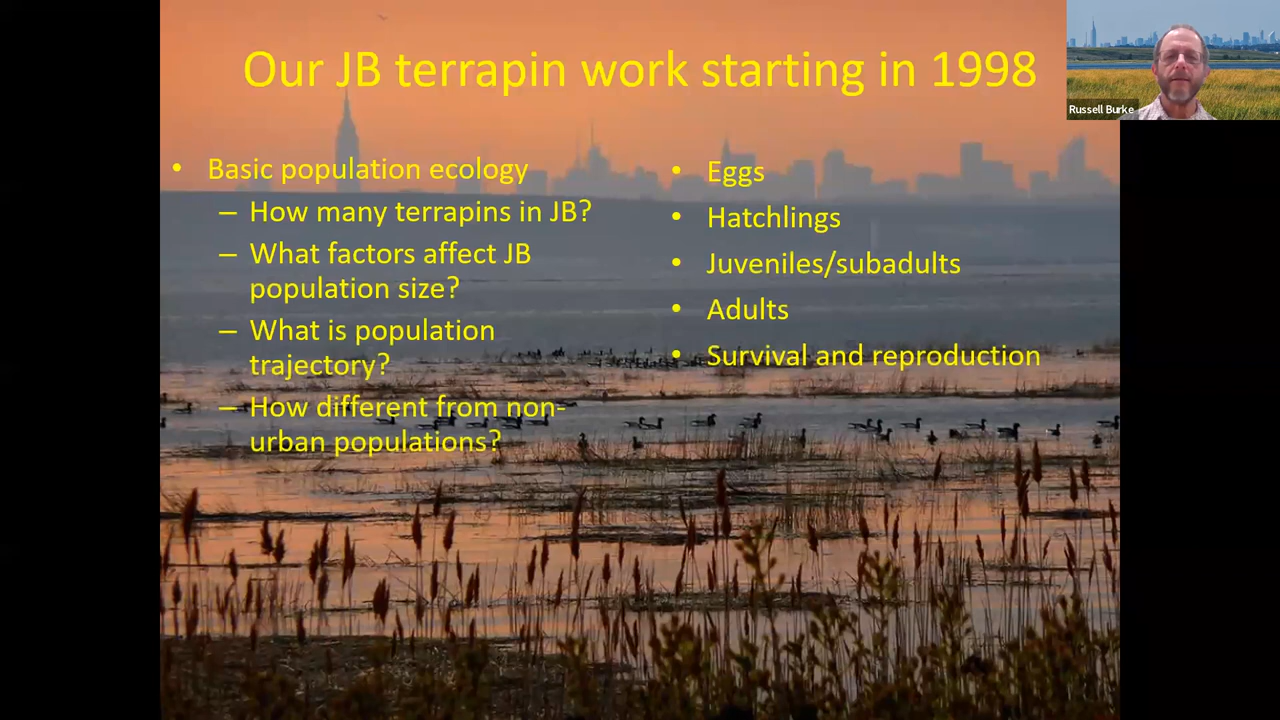 Our JB terrapin work starting in 1998
Russell Burke
• Basic population ecology
– How many terrapins in JB?
– What factors affect JB
population size?
– What is population
trajectory?
– How different from non-
urban populations?
• Eggs
• Hatchlings
• Juveniles/subadults
• Adults
• Survival and reproduction